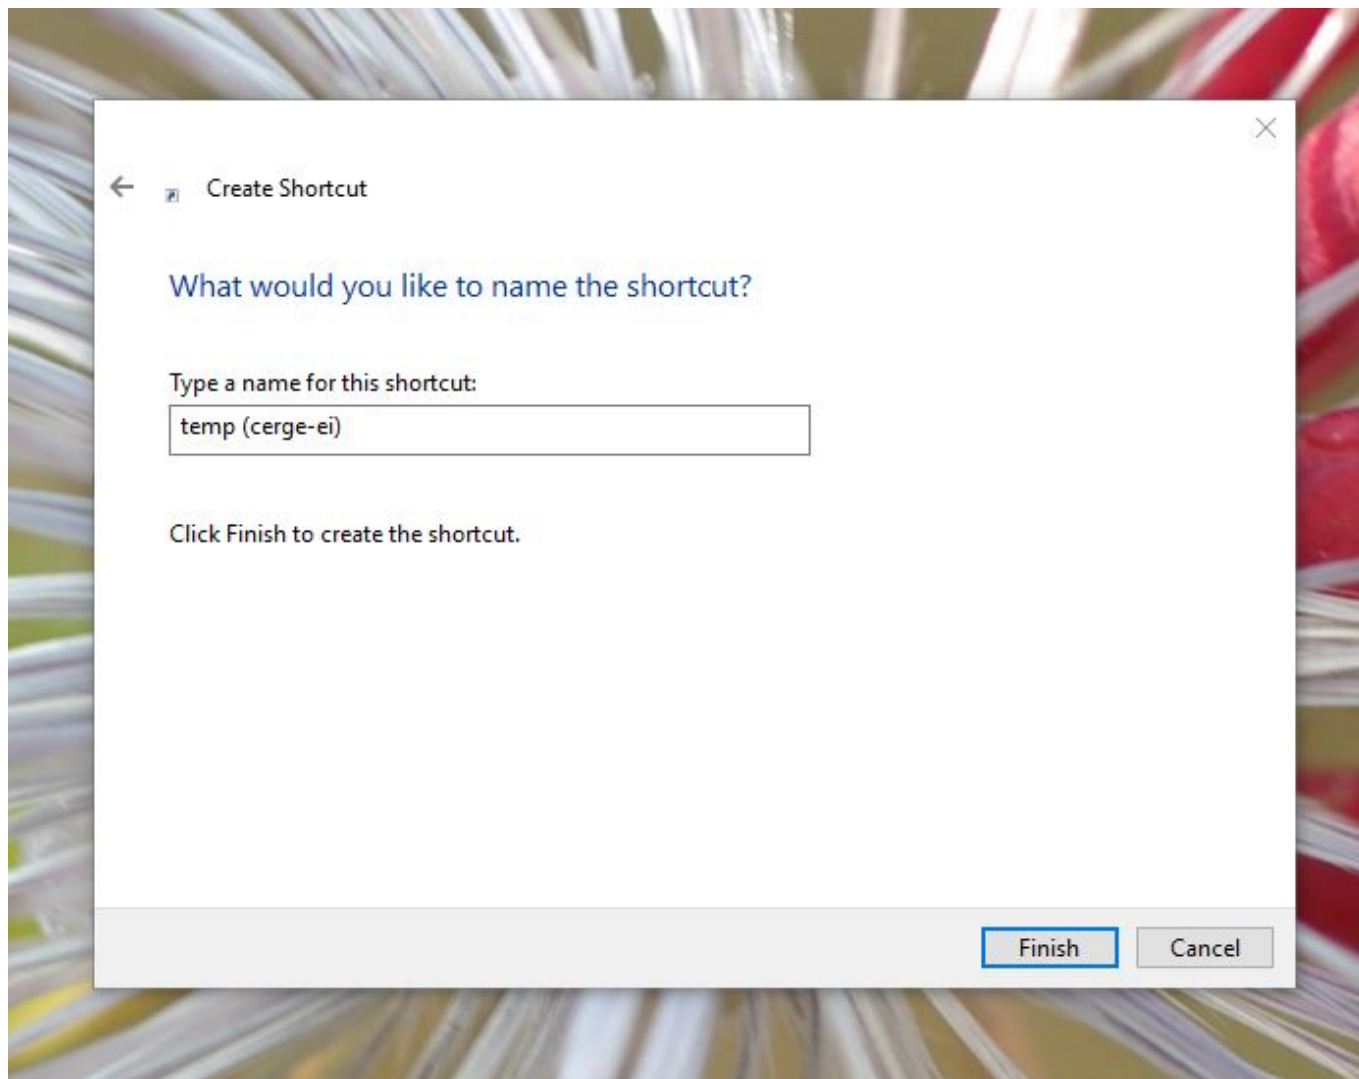 Create Shortcut
What would you like to name the shortcut?
Type a name for this shortcut:
temp (cerge-ei)
Click Finish to create the shortcut.
Finish
Cancel